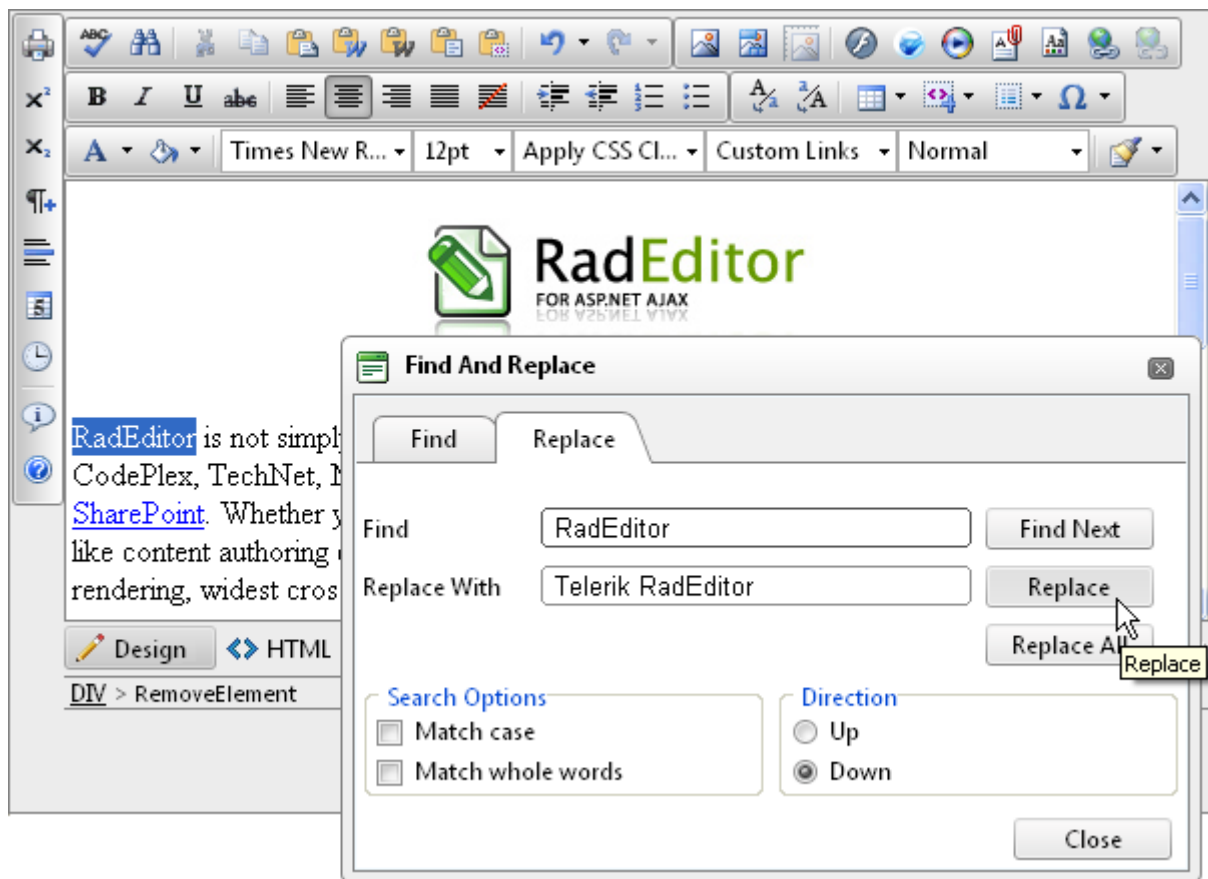 ABC
B I U abc
A Times New R... 12pt Apply CSS Cl... Custom Links Normal
RadEditor
FOR ASP.NET AJAX
RadEditor is not simply
CodePlex, TechNet,
SharePoint. Whether y
like content authoring
rendering, widest cros
Design HTML
DIV > RemoveElement
Find And Replace
Find Replace
Find RadEditor Find Next
Replace With Telerik RadEditor Replace
Replace All
Replace
Search Options Direction
Match case Up
Match whole words Down
Close